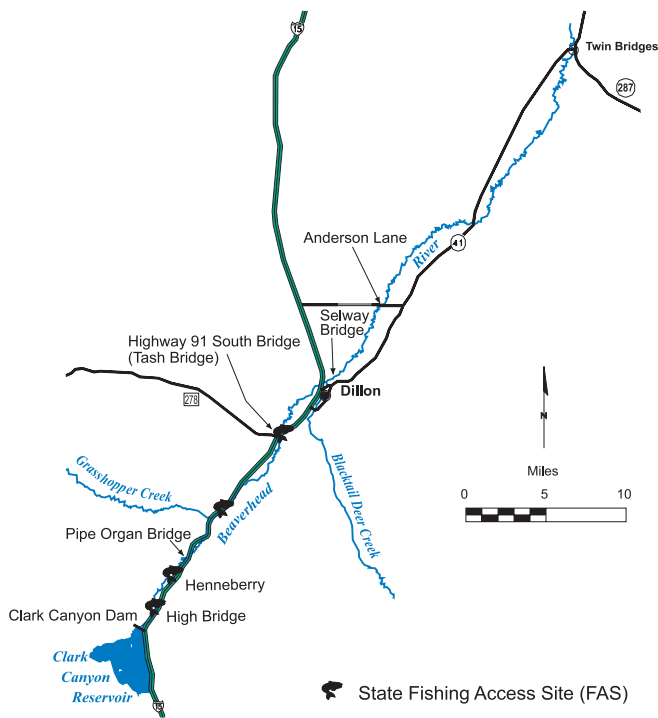 15
Twin Bridges
287
Anderson Lane
River
41
Selway
Bridge
Highway 91 South Bridge
(Tash Bridge)
Dillon
278
N
Miles
0 5 10
Grasshopper Creek
Beaverhead
Blacktail Deer Creek
Pipe Organ Bridge
Henneberry
Clark Canyon Dam
High Bridge
Clark
Canyon
Reservoir
15
State Fishing Access Site (FAS)